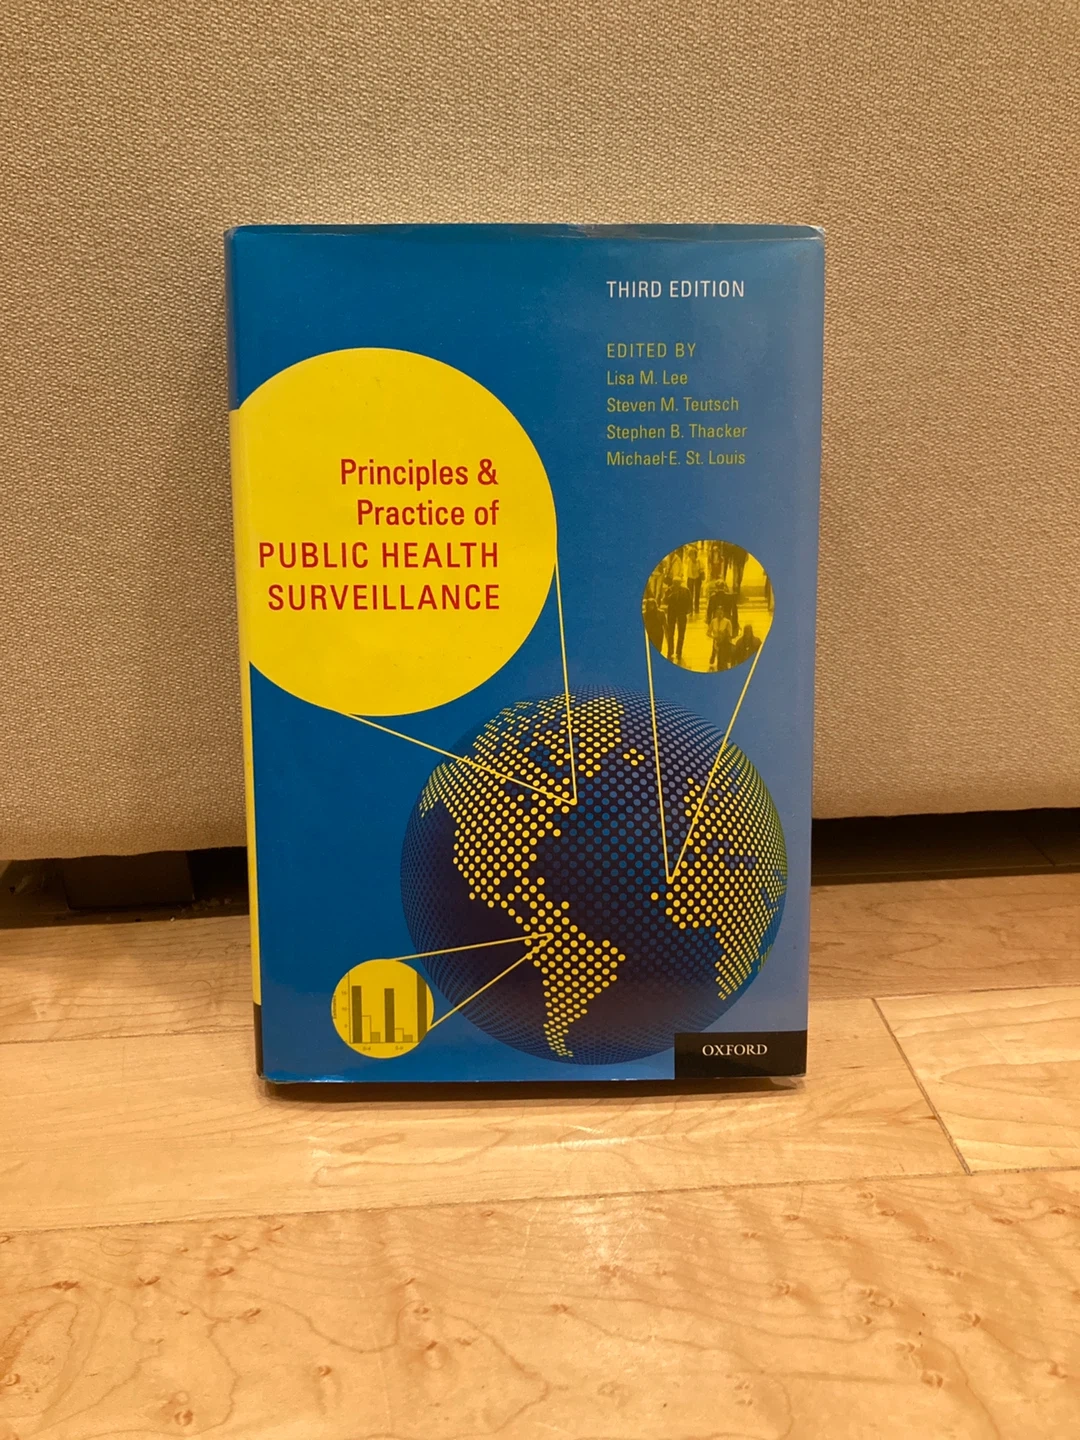 THIRD EDITION
EDITED BY
Lisa M. Lee
Steven M. Teutsch
Stephen B. Thacker
Michael E. St. Louis
Principles &
Practice of
PUBLIC HEALTH
SURVEILLANCE
OXFORD